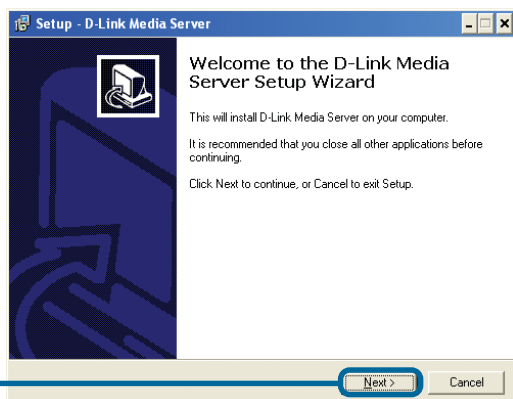 Setup - D-Link Media Server
Welcome to the D-Link Media
Server Setup Wizard
This will install D-Link Media Server on your computer.
It is recommended that you close all other applications before
continuing.
Click Next to continue, or Cancel to exit Setup.
Next >
Cancel